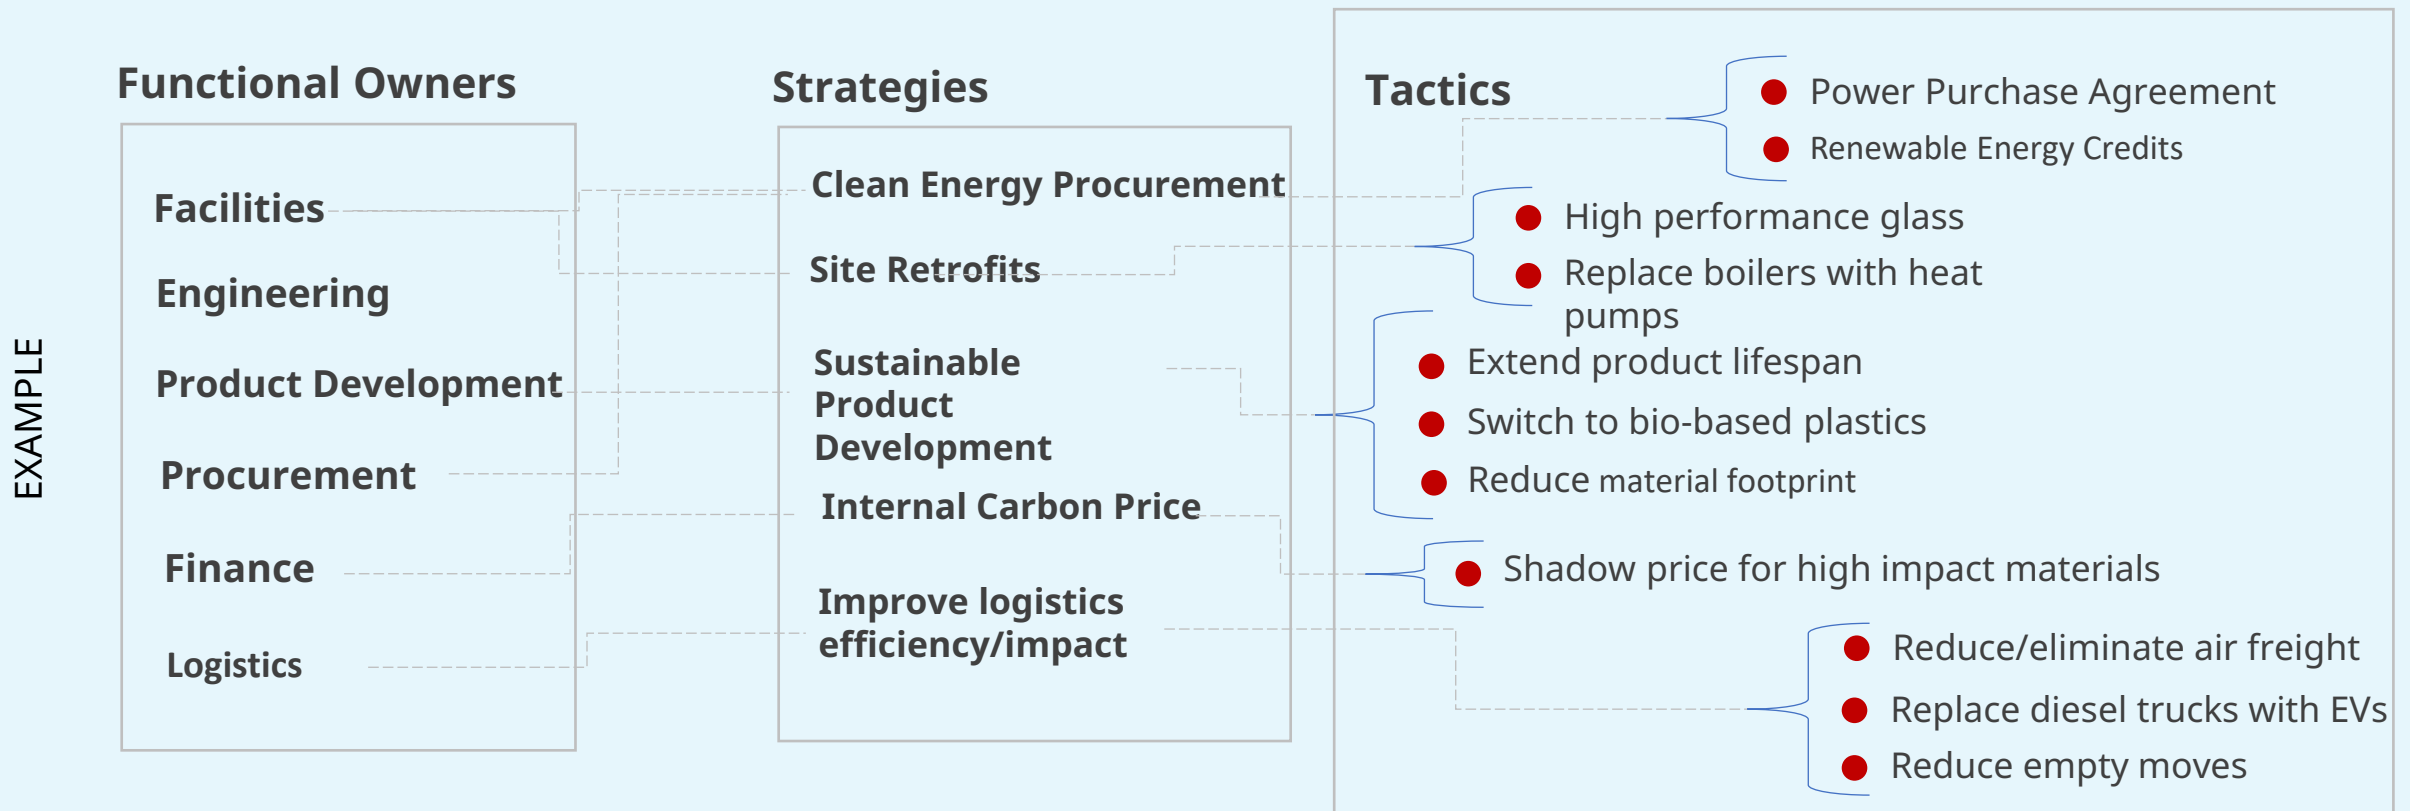 EXAMPLE
Functional Owners
Facilities
Engineering
Product Development
Procurement
Finance
Logistics
Strategies
Clean Energy Procurement
Site Retrofits
Sustainable
Product
Development
Internal Carbon Price
Improve logistics
efficiency/impact
Tactics
Power Purchase Agreement
Renewable Energy Credits
High performance glass
Replace boilers with heat
pumps
Extend product lifespan
Switch to bio-based plastics
Reduce material footprint
Shadow price for high impact materials
Reduce/eliminate air freight
Replace diesel trucks with EVs
Reduce empty moves